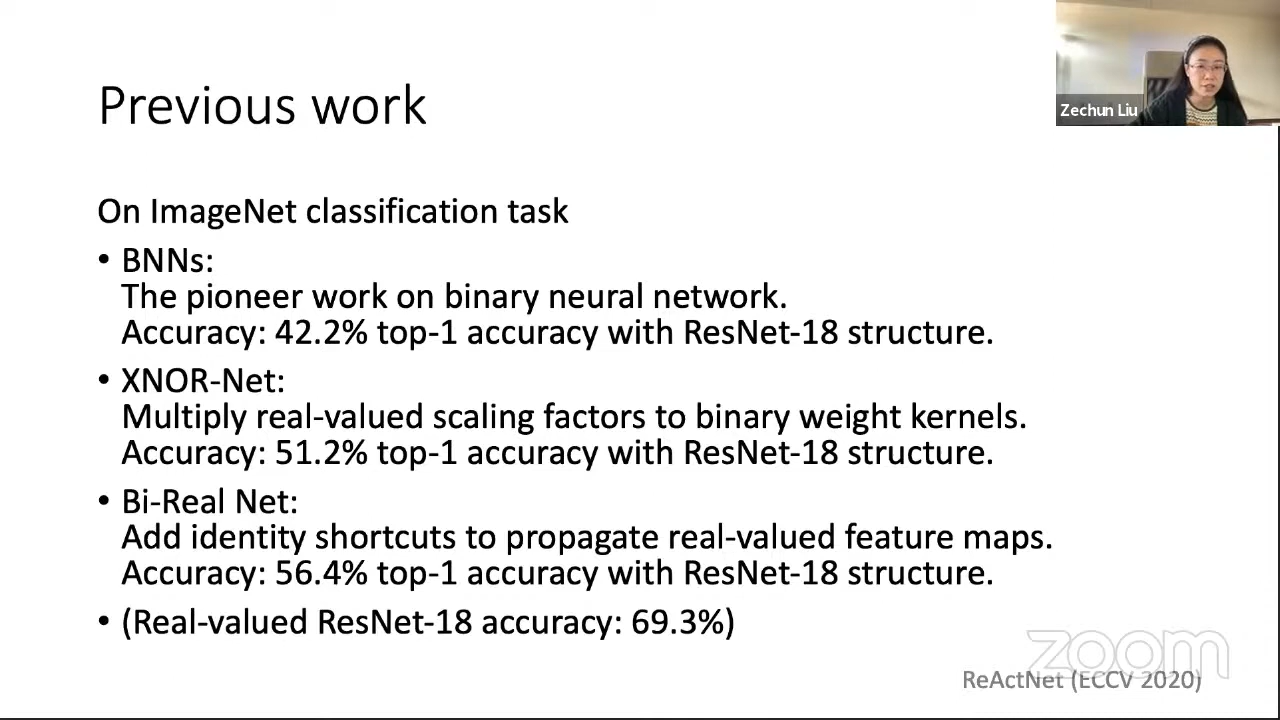 Zechun Liu
Previous work
On ImageNet classification task
• BNNs:
The pioneer work on binary neural network.
Accuracy: 42.2% top-1 accuracy with ResNet-18 structure.
• XNOR-Net:
Multiply real-valued scaling factors to binary weight kernels.
Accuracy: 51.2% top-1 accuracy with ResNet-18 structure.
• Bi-Real Net:
Add identity shortcuts to propagate real-valued feature maps.
Accuracy: 56.4% top-1 accuracy with ResNet-18 structure.
• (Real-valued ResNet-18 accuracy: 69.3%)
zoom
ReActNet (ECCV 2020)